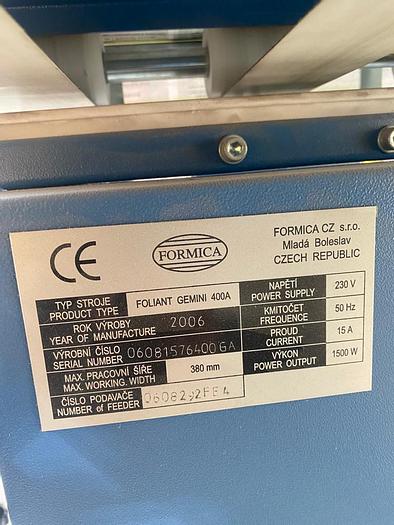 CE
FORMICA
FORMICA CZ s.r.o.
Mladá Boleslav
CZECH REPUBLIC
TYP STROJE
PRODUCT TYPE
FOLIANT GEMINI 400A
ROK VÝROBY
YEAR OF MANUFACTURE
2006
VÝROBNÍ ČÍSLO
SERIAL NUMBER
06081576400GA
MAX. PRACOVNÍ ŠÍŘE
MAX. WORKING. WIDTH
380 mm
ČÍSLO PODAVAČE
NUMBER of FEEDER
0608292FE4
NAPĚTÍ
POWER SUPPLY
230 V
KMITOČET
FREQUENCY
50 Hz
PROUD
CURRENT
15 A
VÝKON
POWER OUTPUT
1500 W